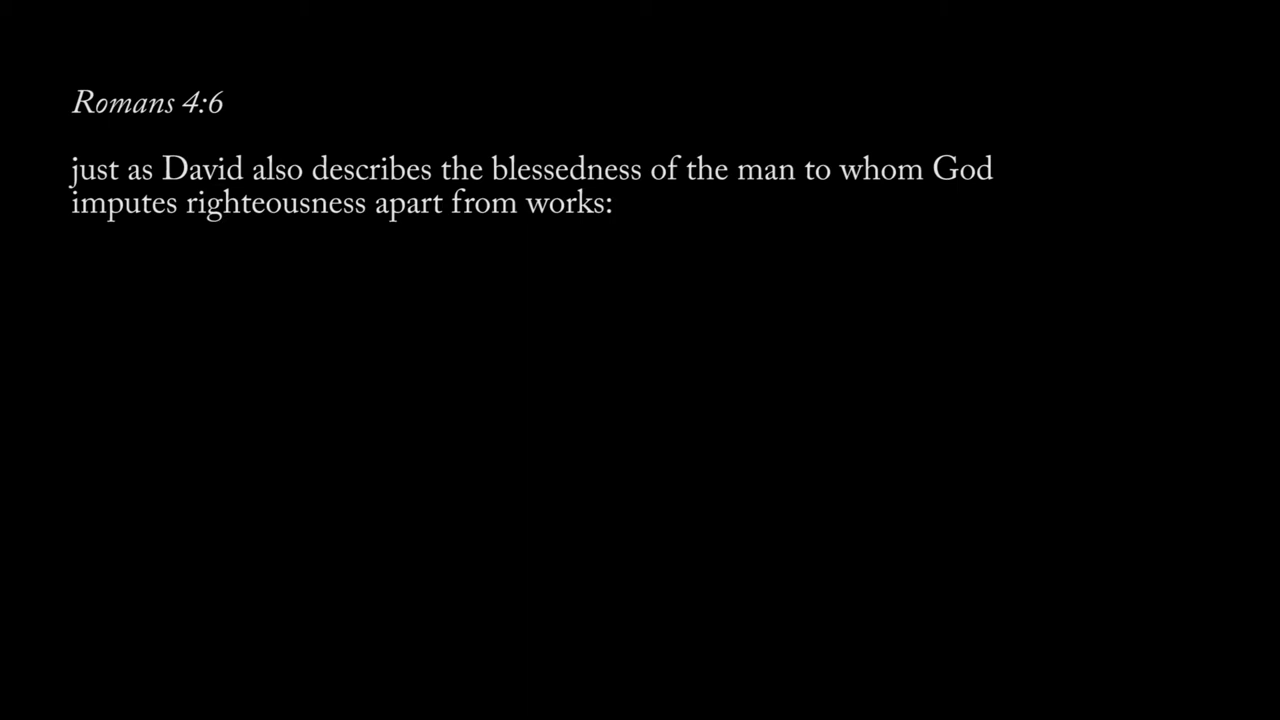 Romans 4:6
just as David also describes the blessedness of the man to whom God
imputes righteousness apart from works: